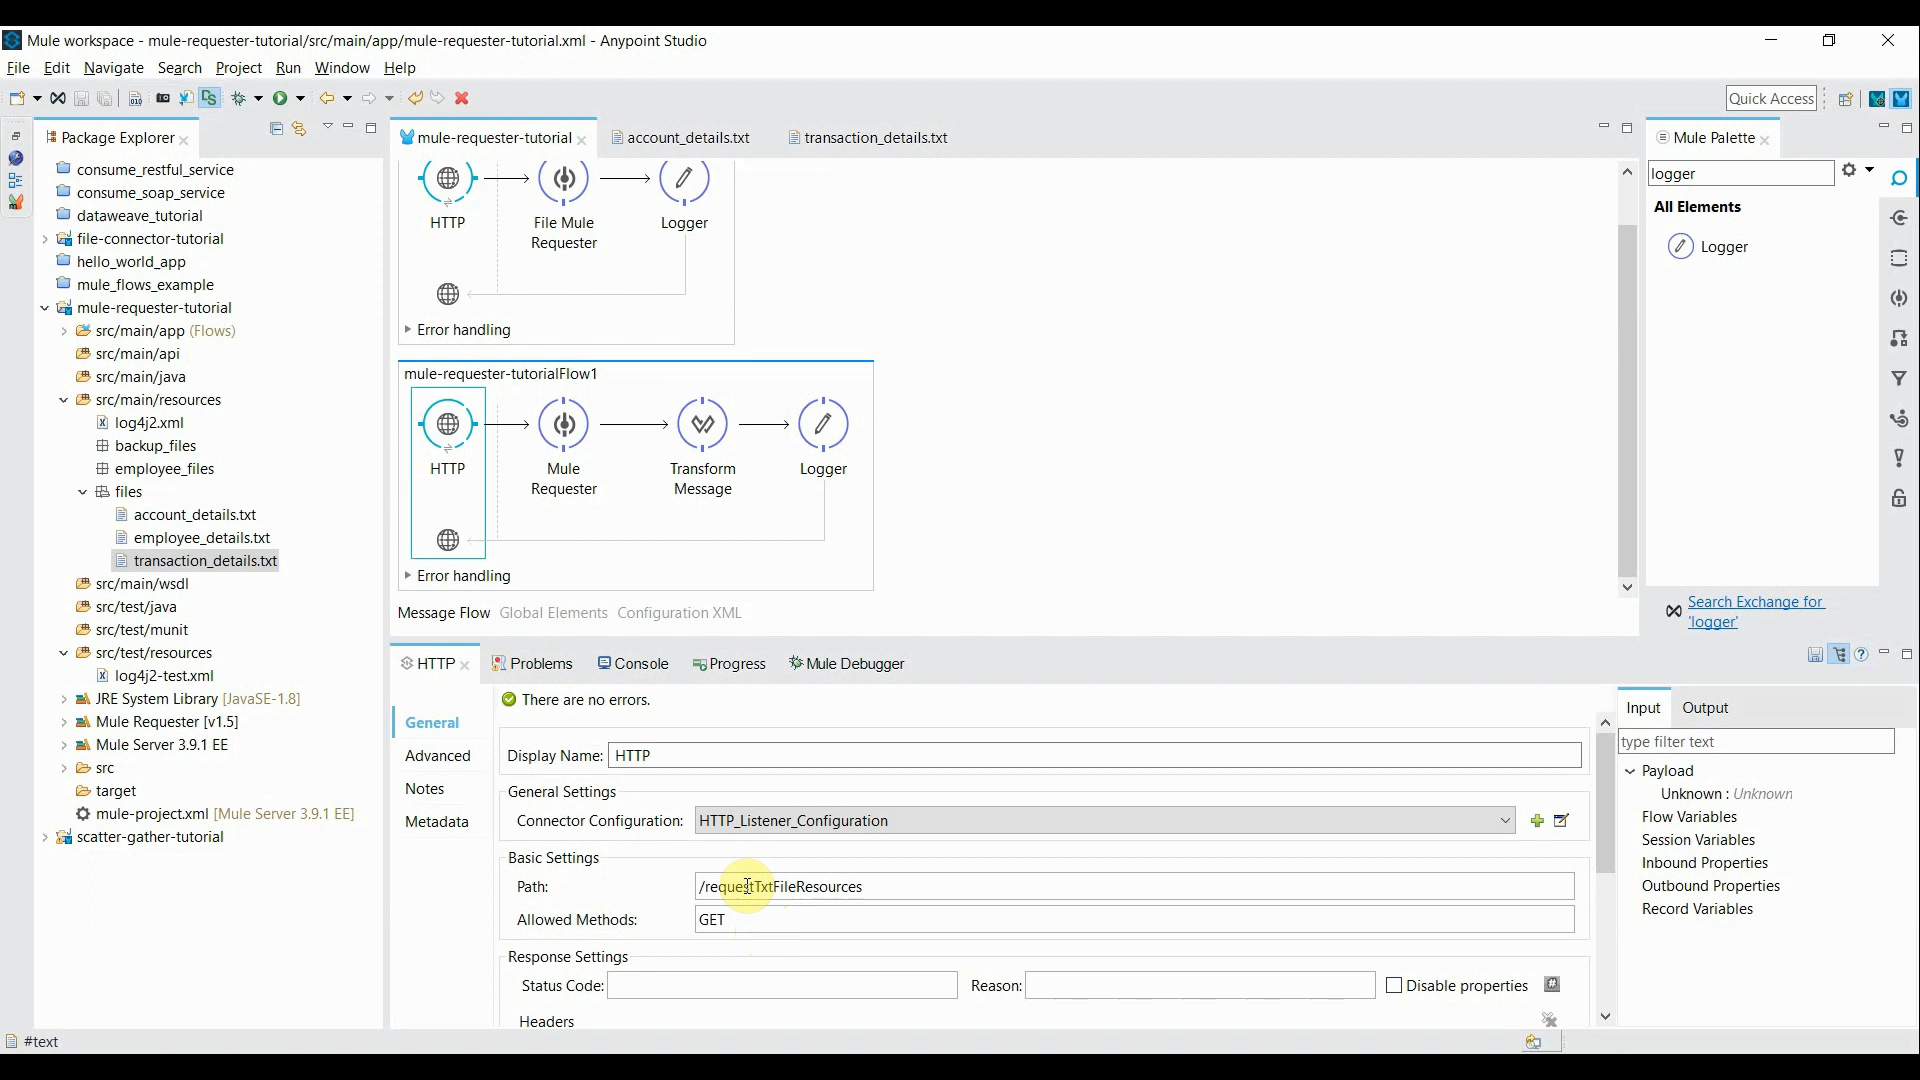 Mule workspace - mule-requester-tutorial/src/main/app/mule-requester-tutorial.xml - Anypoint Studio
File Edit Navigate Search Project Run Window Help
Quick Access
Package Explorer
consume_restful_service
consume_soap_service
dataweave_tutorial
file-connector-tutorial
hello_world_app
mule_flows_example
mule-requester-tutorial
src/main/app (Flows)
src/main/api
src/main/java
src/main/resources
log4j2.xml
backup_files
employee_files
files
account_details.txt
employee_details.txt
transaction_details.txt
src/main/wsdl
src/test/java
src/test/munit
src/test/resources
log4j2-test.xml
JRE System Library [JavaSE-1.8]
Mule Requester [v1.5]
Mule Server 3.9.1 EE
src
target
mule-project.xml [Mule Server 3.9.1 EE]
scatter-gather-tutorial
mule-requester-tutorial account_details.txt transaction_details.txt
HTTP
File Mule
Requester
Logger
Error handling
mule-requester-tutorialFlow1
HTTP
Mule
Requester
Transform
Message
Logger
Error handling
Message Flow Global Elements Configuration XML
Mule Palette
logger
All Elements
Logger
Search Exchange for
'logger'
HTTP Problems Console Progress Mule Debugger
There are no errors.
General
Advanced
Notes
Metadata
Display Name: HTTP
General Settings
Connector Configuration: HTTP_Listener_Configuration
Basic Settings
Path: /requestTxtFileResources
Allowed Methods: GET
Response Settings
Status Code: Reason: Disable properties
Headers
Input Output
type filter text
Payload
Unknown : Unknown
Flow Variables
Session Variables
Inbound Properties
Outbound Properties
Record Variables
#text